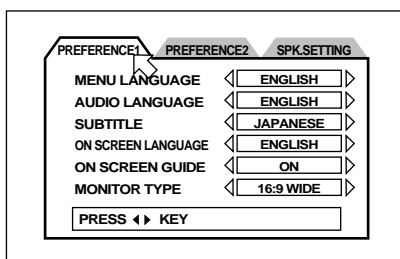 PREFERENCE1 PREFERENCE2 SPK.SETTING
MENU LANGUAGE ENGLISH
AUDIO LANGUAGE ENGLISH
SUBTITLE JAPANESE
ON SCREEN LANGUAGE ENGLISH
ON SCREEN GUIDE ON
MONITOR TYPE 16:9 WIDE
PRESS KEY